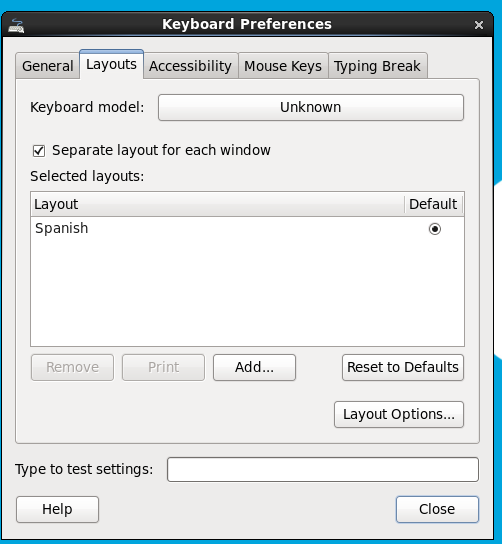 Keyboard Preferences
General Layouts Accessibility Mouse Keys Typing Break
Keyboard model: Unknown
Separate layout for each window
Selected layouts:
Layout Default
Spanish
Remove Print Add... Reset to Defaults
Layout Options...
Type to test settings:
Help Close